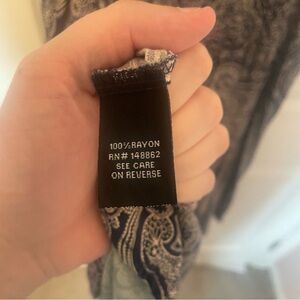 100% RAYON
RN# 148862
SEE CARE
ON REVERSE